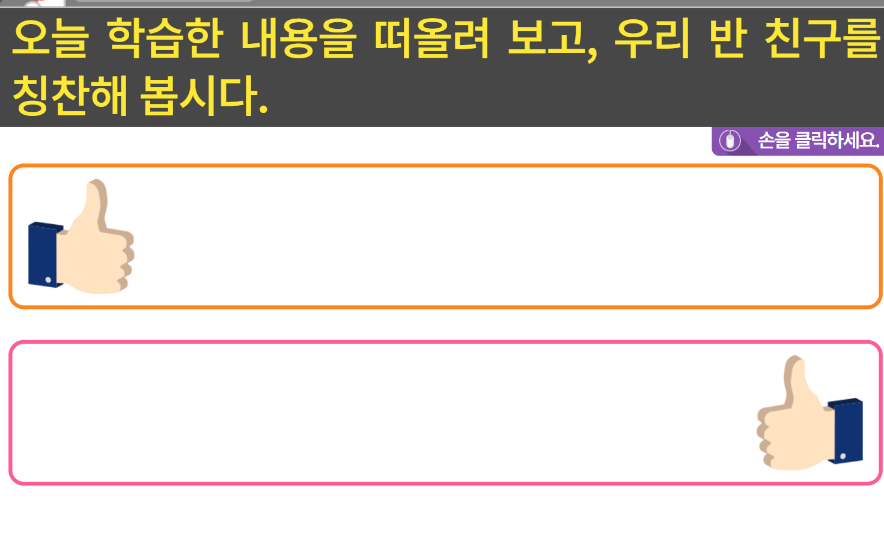 오늘 학습한 내용을 떠올려 보고, 우리 반 친구를
칭찬해 봅시다.
손을 클릭하세요.